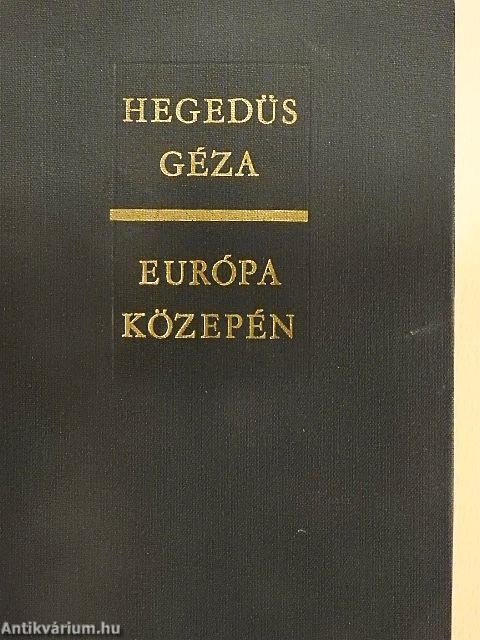 HEGEDÜS
GÉZA
EURÓPA
KÖZEPÉN
Antikvárium.hu